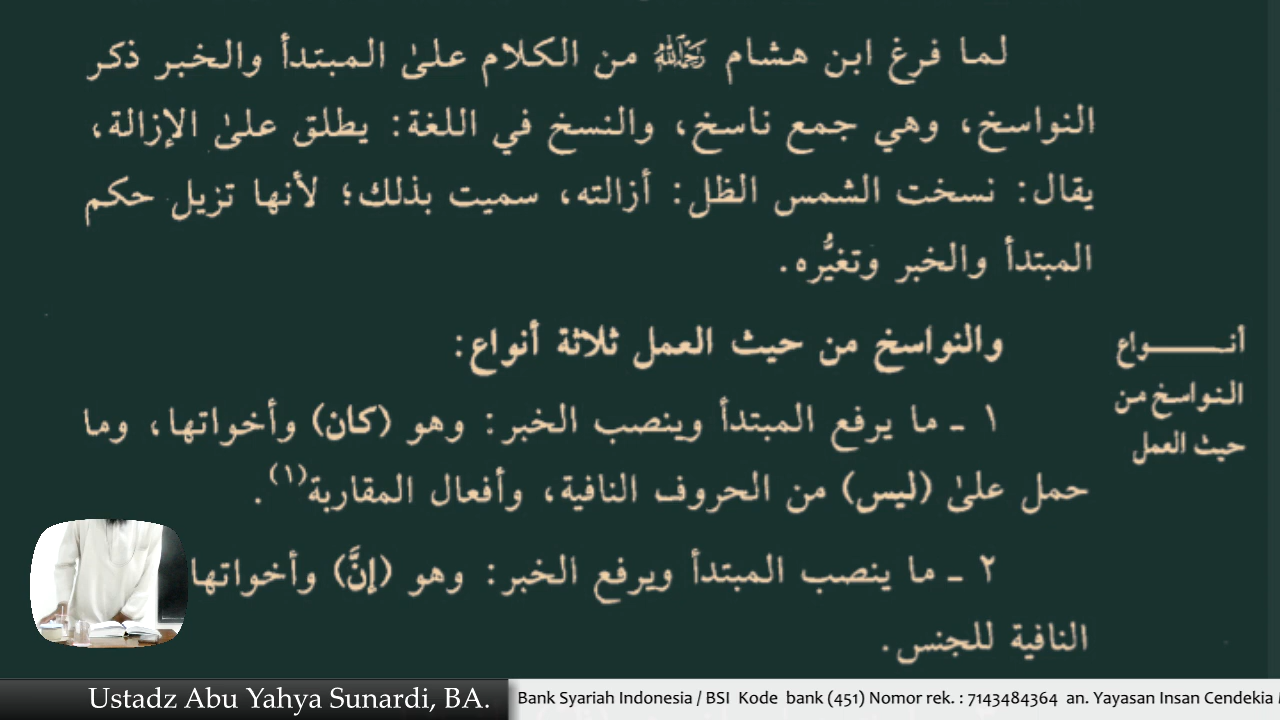 لما فرغ ابن هشام رحمه الله من الكلام علىٰ المبتدأ والخبر ذكر
النواسخ، وهي جمع ناسخ، والنسخ في اللغة: يطلق علىٰ الإزالة،
يقال: نسخت الشمس الظل: أزالته، سميت بذلك؛ لأنها تزيل حكم
المبتدأ والخبر وتغيُّره.
والنواسخ من حيث العمل ثلاثة أنواع:
أنـــواع
النواسخ من
حيث العمل
١ ـ ما يرفع المبتدأ وينصب الخبر: وهو (كان) وأخواتها، وما
حمل علىٰ (ليس) من الحروف النافية، وأفعال المقاربة(١).
٢ ـ ما ينصب المبتدأ ويرفع الخبر: وهو (إنَّ) وأخواتها
النافية للجنس.
Ustadz Abu Yahya Sunardi, BA.
Bank Syariah Indonesia / BSI Kode bank (451) Nomor rek. : 7143484364 an. Yayasan Insan Cendekia